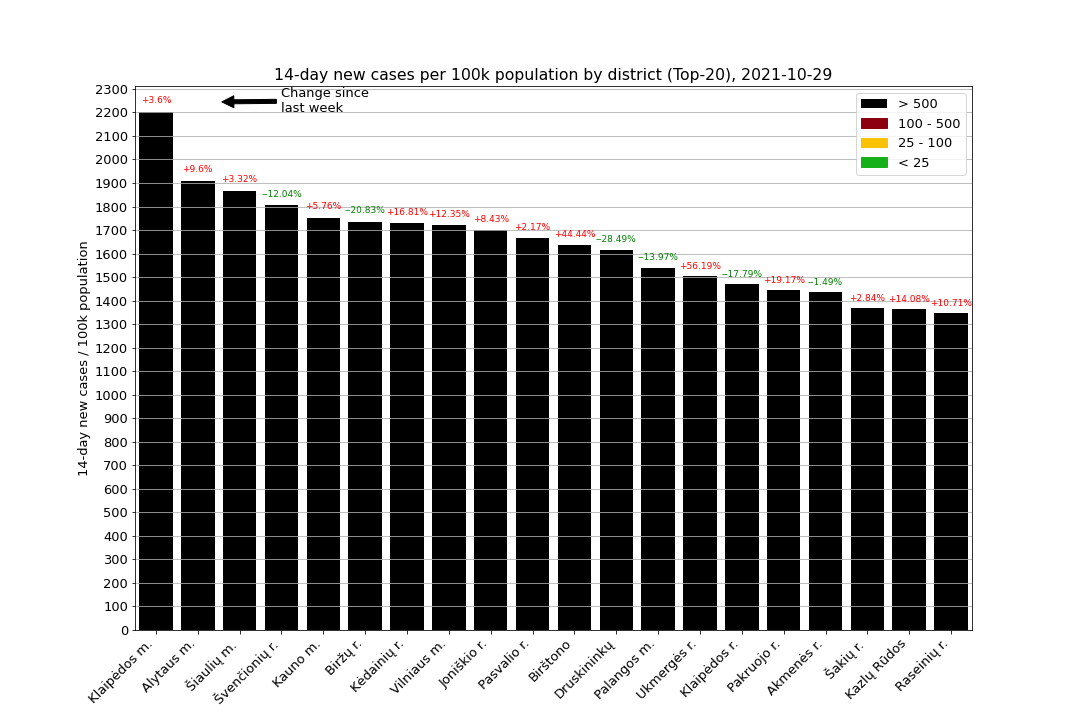 14-day new cases per 100k population by district (Top-20), 2021-10-29
14-day new cases / 100k population
2300
2200
2100
2000
1900
1800
1700
1600
1500
1400
1300
1200
1100
1000
900
800
700
600
500
400
300
200
100
0
Change since
last week
> 500
100 - 500
25 - 100
< 25
+3.6%
+9.6%
+3.32%
−12.04%
+5.76%
−20.83%
+16.81%
+12.35%
+8.43%
+2.17%
+44.44%
−28.49%
−13.97%
+56.19%
−17.79%
+19.17%
−1.49%
+2.84%
+14.08%
+10.71%
Klaipėdos m.
Alytaus m.
Šiaulių m.
Švenčionių r.
Kauno m.
Biržų r.
Kėdainių r.
Vilniaus m.
Joniškio r.
Pasvalio r.
Birštono
Druskininkų
Palangos m.
Ukmergės r.
Klaipėdos r.
Pakruojo r.
Akmenės r.
Šakių r.
Kazlų Rūdos
Raseinių r.